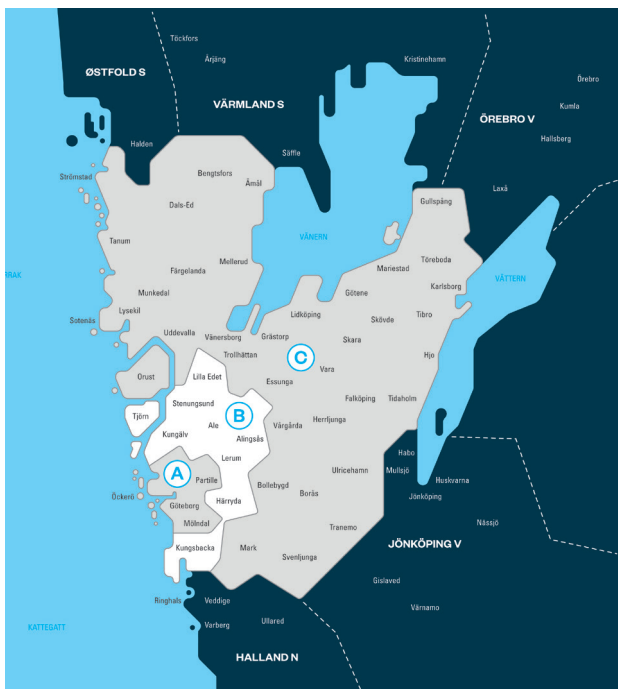 Töckfors
Årjäng
Kristinehamn
ØSTFOLD S
Örebro
VÄRMLAND S
Kumla
ÖREBRO V
Hallsberg
Halden
Säffle
Strömstad
Bengtsfors
Åmål
Laxå
Dals-Ed
Gullspång
Tanum
VÄNERN
Mellerud
Töreboda
Färgelanda
Mariestad
RRAK
VÄTTERN
Karlsborg
Munkedal
Götene
Lysekil
Lidköping
Tibro
Sotenäs
Skövde
Uddevalla
Vänersborg
Grästorp
Skara
Trollhättan
C
Hjo
Vara
Orust
Lilla Edet
Essunga
Stenungsund
Falköping
Tidaholm
Tjörn
B
Ale
Vårgårda
Herrljunga
Kungälv
Alingsås
Lerum
Habo
A
Ulricehamn
Mullsjö
Partille
Bollebygd
Huskvarna
Öckerö
Härryda
Borås
Jönköping
Göteborg
Mölndal
Tranemo
Nässjö
Kungsbacka
Mark
JÖNKÖPING V
Svenljunga
Gislaved
Ringhals
Veddige
Värnamo
KATTEGATT
Varberg
Ullared
HALLAND N